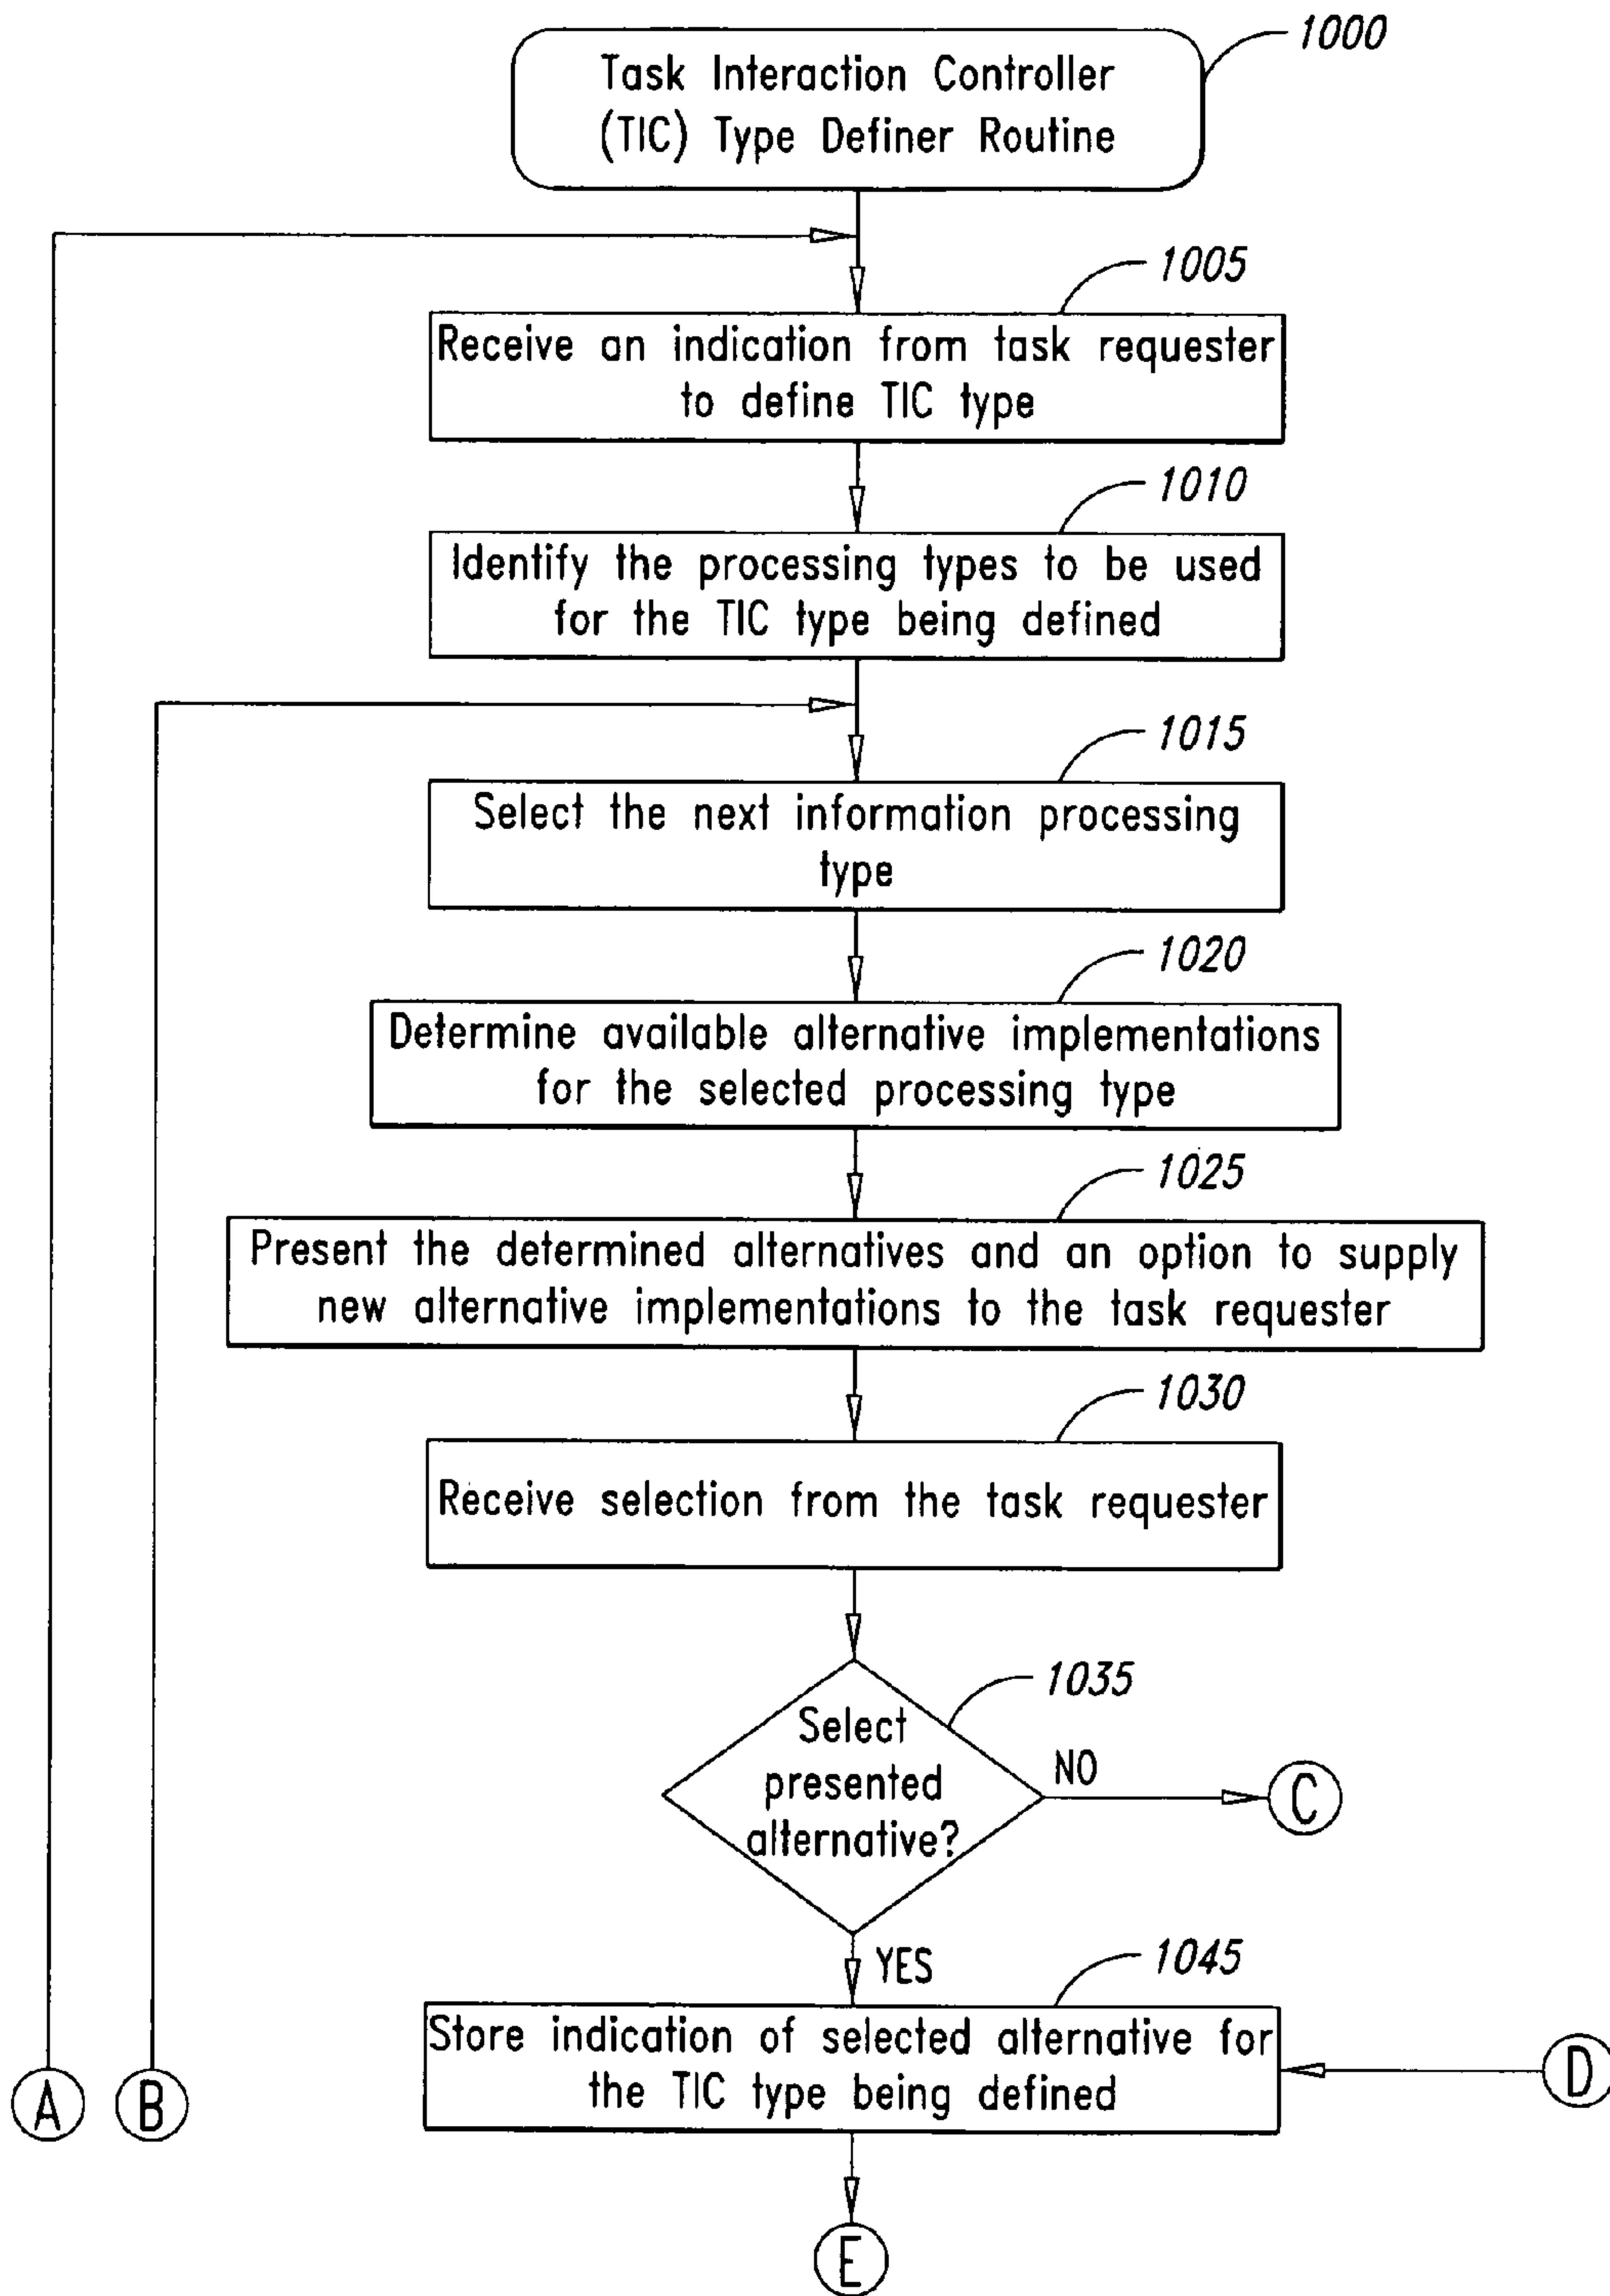 1000
Task Interaction Controller
(TIC) Type Definer Routine
1005
Receive an indication from task requester
to define TIC type
1010
Identify the processing types to be used
for the TIC type being defined
1015
Select the next information processing
type
1020
Determine available alternative implementations
for the selected processing type
1025
Present the determined alternatives and an option to supply
new alternative implementations to the task requester
1030
Receive selection from the task requester
1035
Select
presented
alternative?
NO
C
YES
1045
Store indication of selected alternative for
the TIC type being defined
D
A
B
E